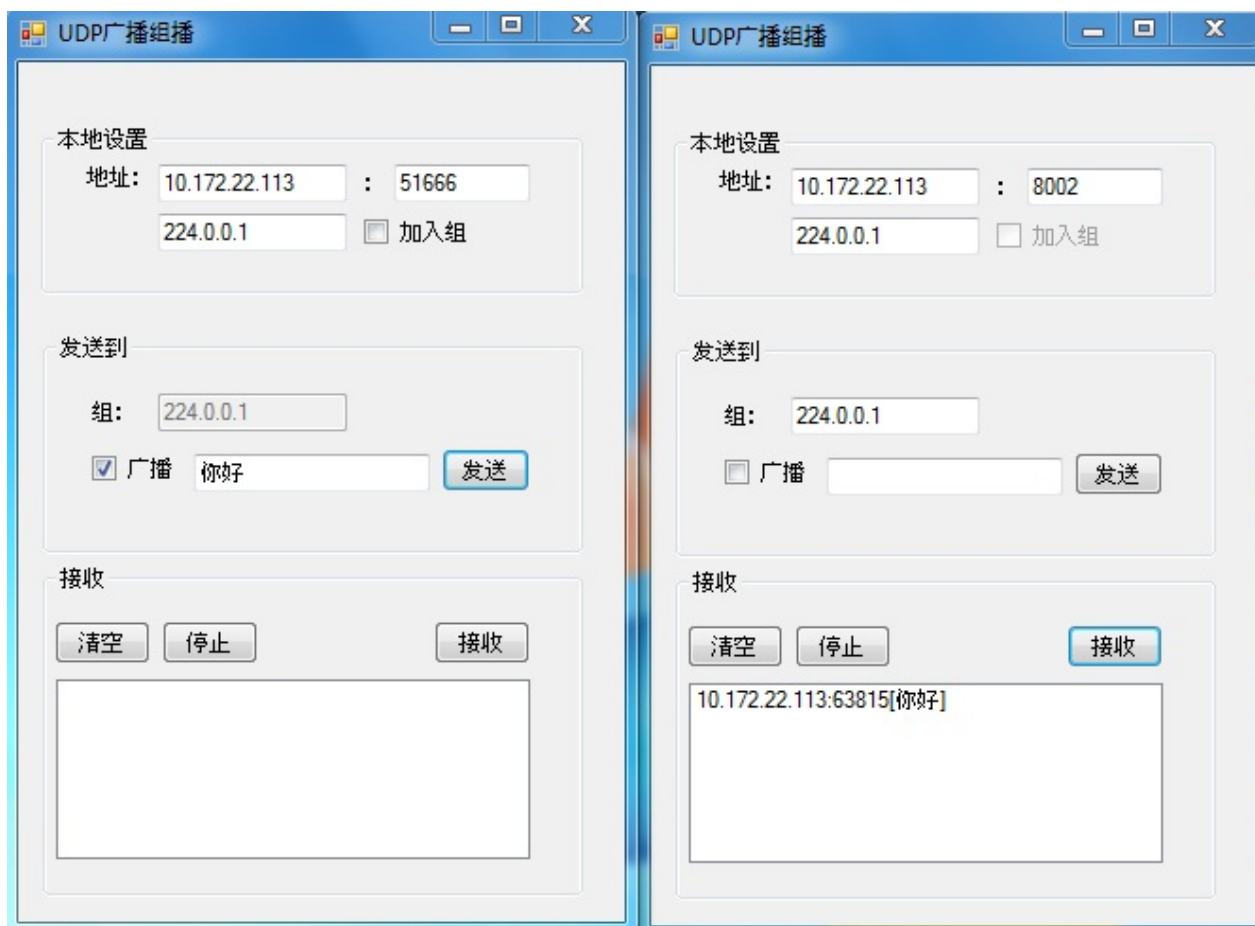 UDP广播组播
本地设置
地址: 10.172.22.113 : 51666
224.0.0.1 加入组
发送到
组: 224.0.0.1
广播 你好 发送
接收
清空 停止 接收
UDP广播组播
本地设置
地址: 10.172.22.113 : 8002
224.0.0.1 加入组
发送到
组: 224.0.0.1
广播 发送
接收
清空 停止 接收
10.172.22.113:63815[你好]